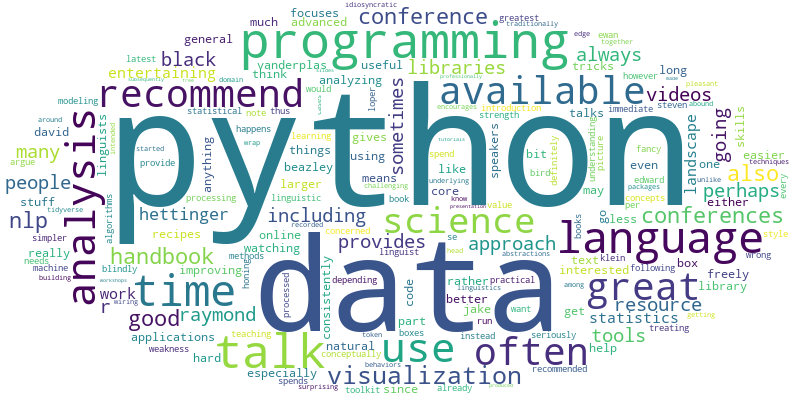 idiosyncratic
focuses
much
conference
greatest
traditionally
general
advanced
edge
ewan
together
latest
black
programming
always
vanderplas
useful
libraries
tricks
entertaining
think
analyzing
however
long
modeling
recommend
would
loper
sometimes
available
videos
immediate
steven
abound
domain
statistical
note
thus
strength
introduction
talks
landscape
going
skills
david
around
linguists
intended
happens
learning
gives
speakers
bit
definitely
understanding
picture
fancy
encourages
pleasant
many
argue
analysis
python
started
provide
anything
wrap
things
using
like
bird
even
one
easier
techniques
every
people
processing
beazley
challenging
may
edward
concepts
packages
unlike
stuff
tidyverse
larger
means
core
underlying
spend
value
per
either
perhaps
also
nlp
algorithms
hettinger
linguistic
book
know
science
go
books
less
conferences
simpler
recipes
including
language
style
really
handbook
online
concerned
provides
linguist
se
head
approach
klein
following
wrong
needs
watching
recorded
presentation
text
box
treating
machine
blindly
methods
data
abstractions
interested
freely
building
improving
honing
processed
consistently
rather
practical
among
library
time
depending
linguistics
great
work
code
better
want
resource
r
jake
run
get
statistics
good
raymond
part
boxes
instead
tools
applications
teaching
natural
use
seriously
help
weakness
talk
conceptually
often
hard
token
recommended
especially
visualization
since
already
spends
behaviors
surprising
toolkit
professionally